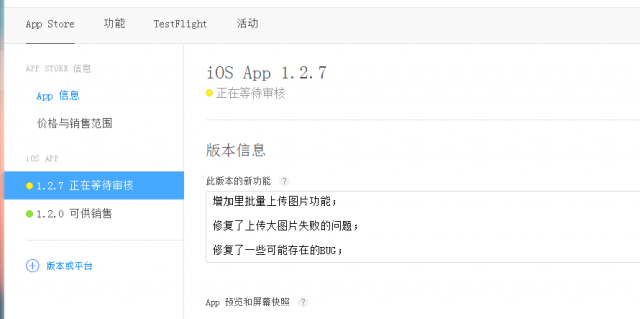 App Store 功能 TestFlight 活动
APP STORE 信息
App 信息
价格与销售范围
iOS APP
1.2.7 正在等待审核
1.2.0 可供销售
版本或平台
iOS App 1.2.7
正在等待审核
版本信息
此版本的新功能 ?
增加里批量上传图片功能;
修复了上传大图片失败的问题;
修复了一些可能存在的BUG;
App 预览和屏幕快照 ?